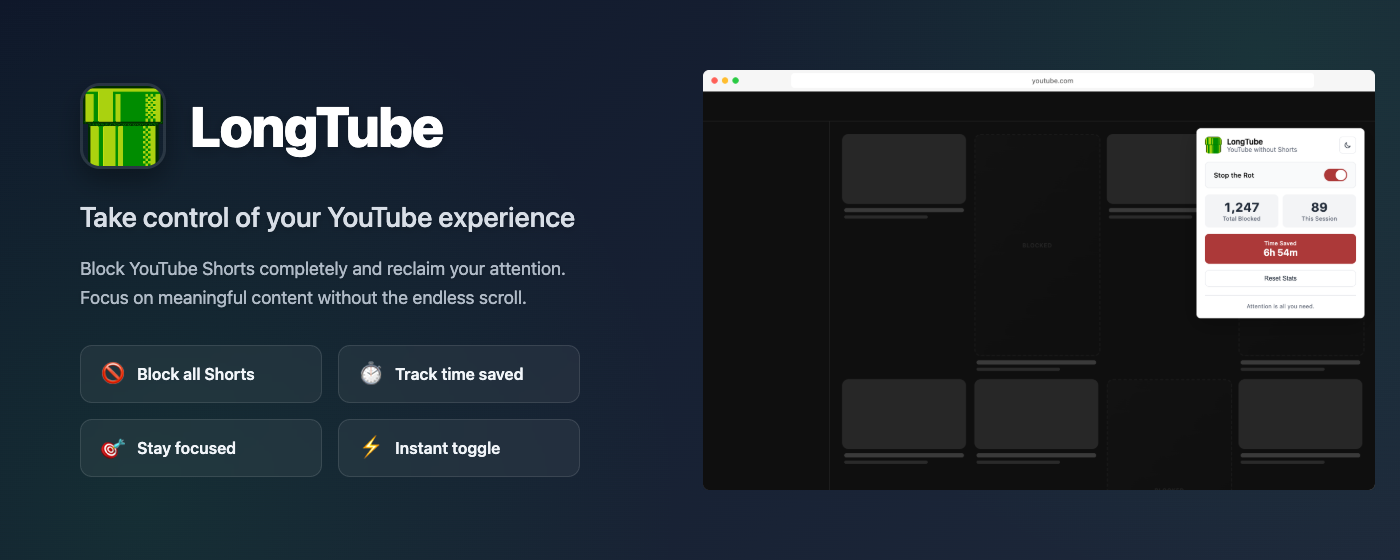 LongTube
Take control of your YouTube experience
Block YouTube Shorts completely and reclaim your attention.
Focus on meaningful content without the endless scroll.
Block all Shorts
Track time saved
Stay focused
Instant toggle
youtube.com
BLOCKED
LongTube
YouTube without Shorts
Stop the Rot
1,247
Total Blocked
89
This Session
Time Saved
6h 54m
Reset Stats
Attention is all you need.